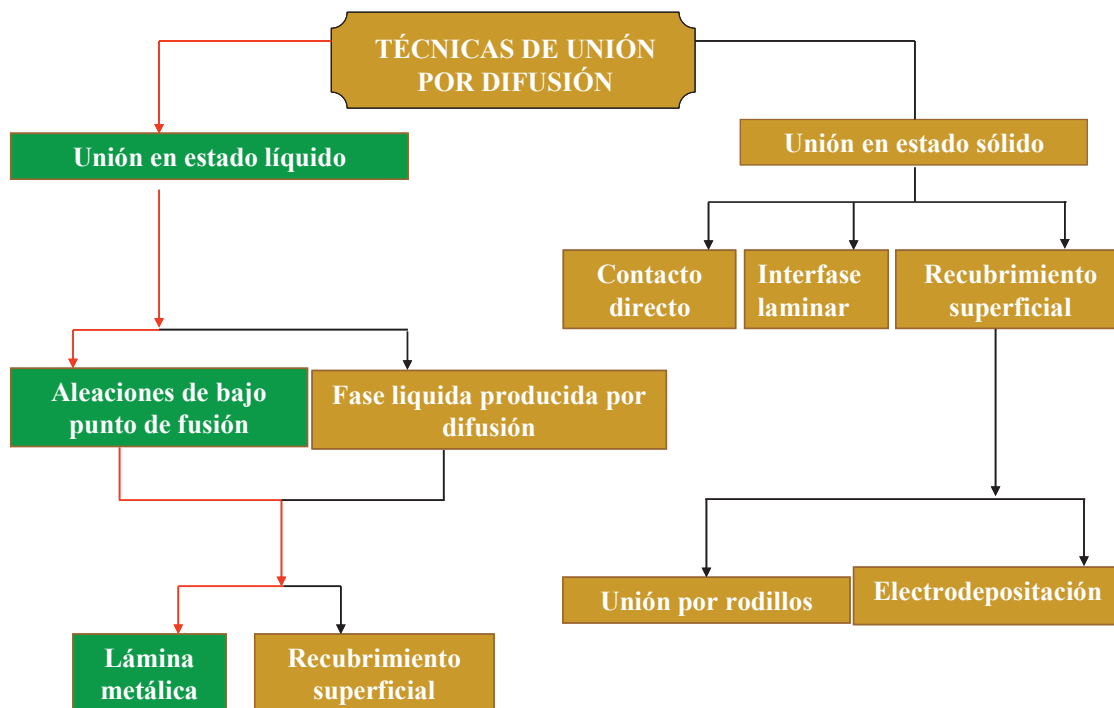 TÉCNICAS DE UNIÓN
POR DIFUSIÓN
Unión en estado líquido
Unión en estado sólido
Contacto
directo
Interfase
laminar
Recubrimiento
superficial
Aleaciones de bajo
punto de fusión
Fase liquida producida por
difusión
Unión por rodillos
Electrodepositación
Lámina
metálica
Recubrimiento
superficial